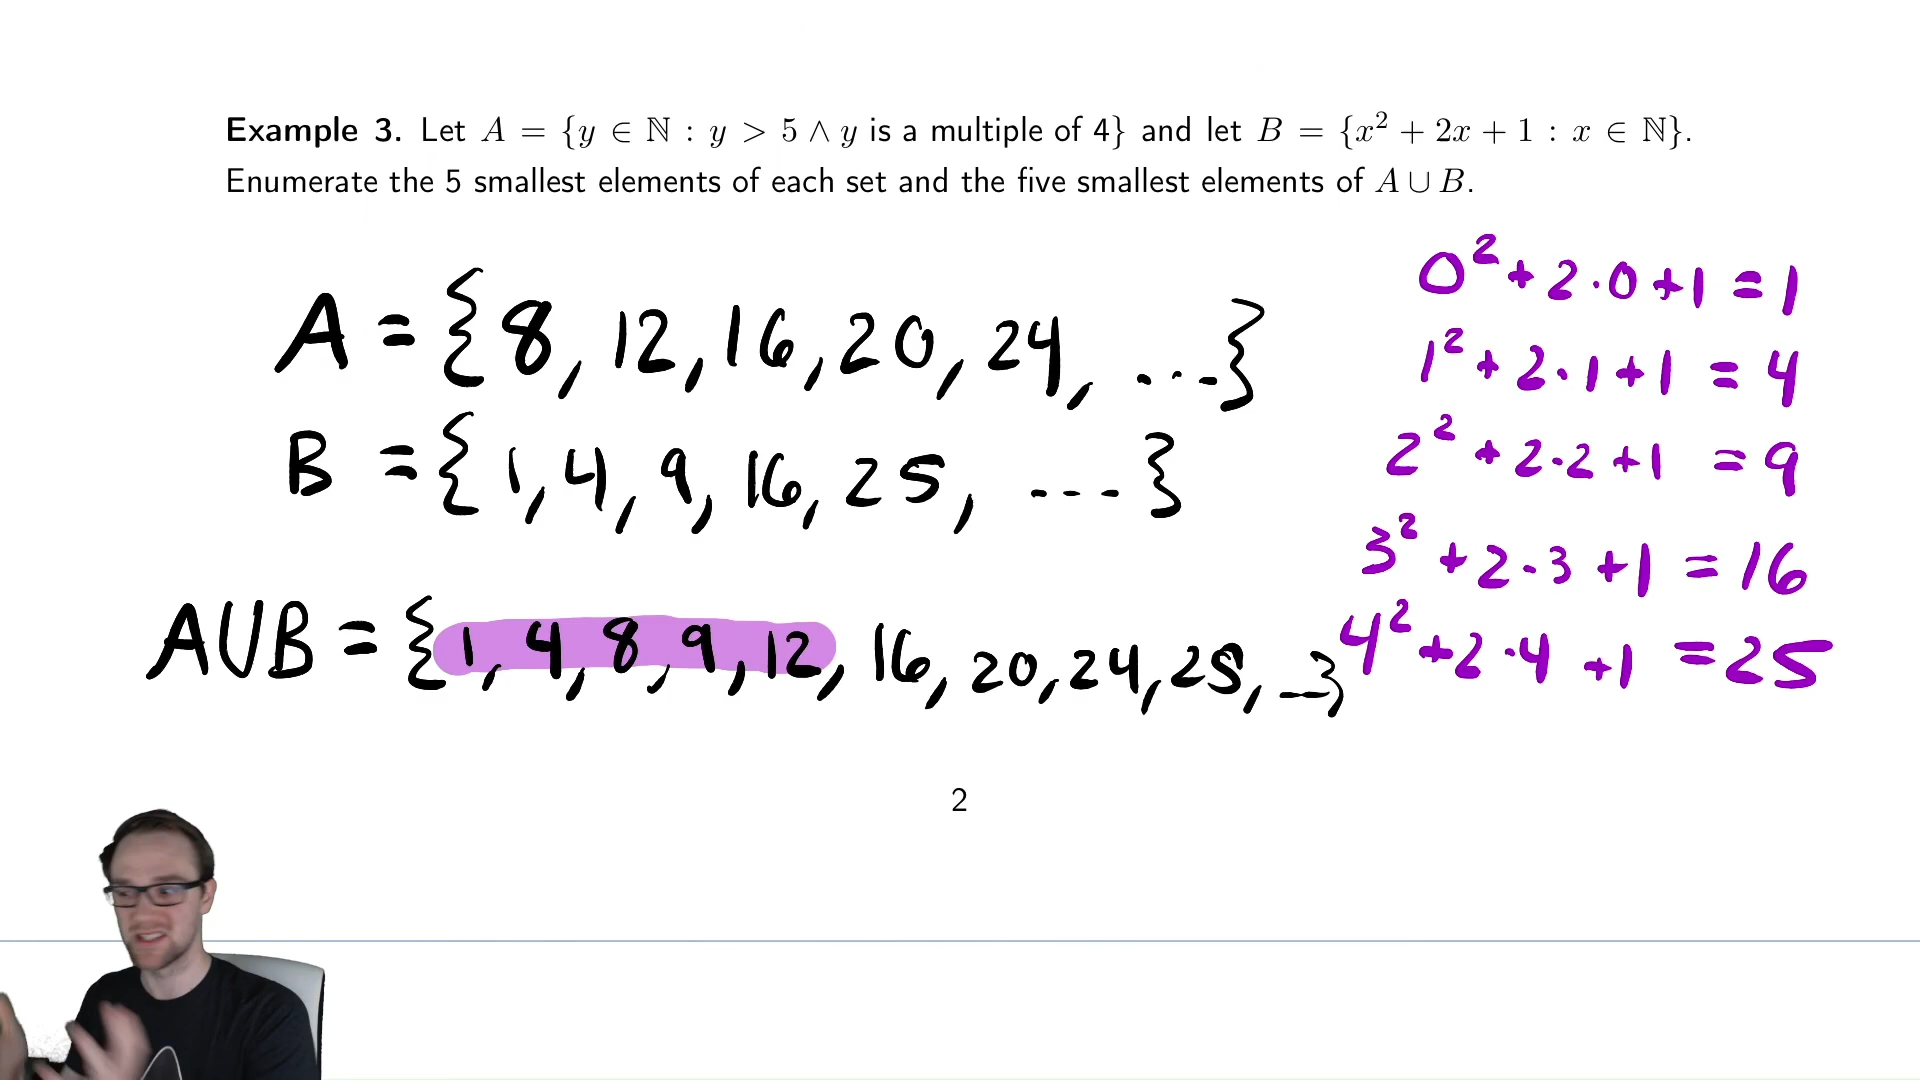 Example 3. Let A = {y ∈ ℕ : y > 5 ∧ y is a multiple of 4} and let B = {x² + 2x + 1 : x ∈ ℕ}.
Enumerate the 5 smallest elements of each set and the five smallest elements of A ∪ B.
A = {8, 12, 16, 20, 24, ...}
B = {1, 4, 9, 16, 25, ---}
A∪B = {1, 4, 8, 9, 12, 16, 20, 24, 25, ...}
0² + 2·0 + 1 = 1
1² + 2·1 + 1 = 4
2² + 2·2 + 1 = 9
3² + 2·3 + 1 = 16
4² + 2·4 + 1 = 25
2